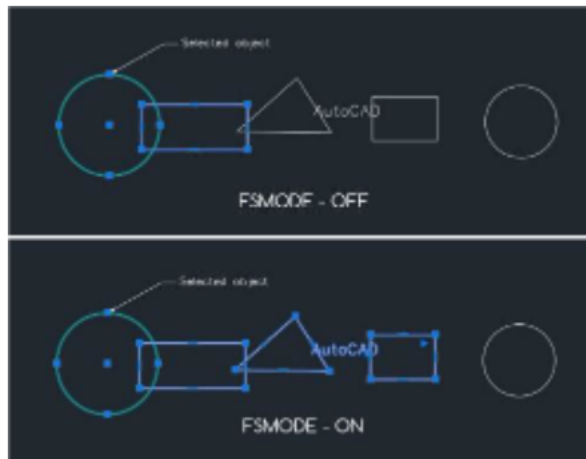 Selected object
AutoCAD
FSMODE - OFF
Selected object
AutoCAD
FSMODE - ON